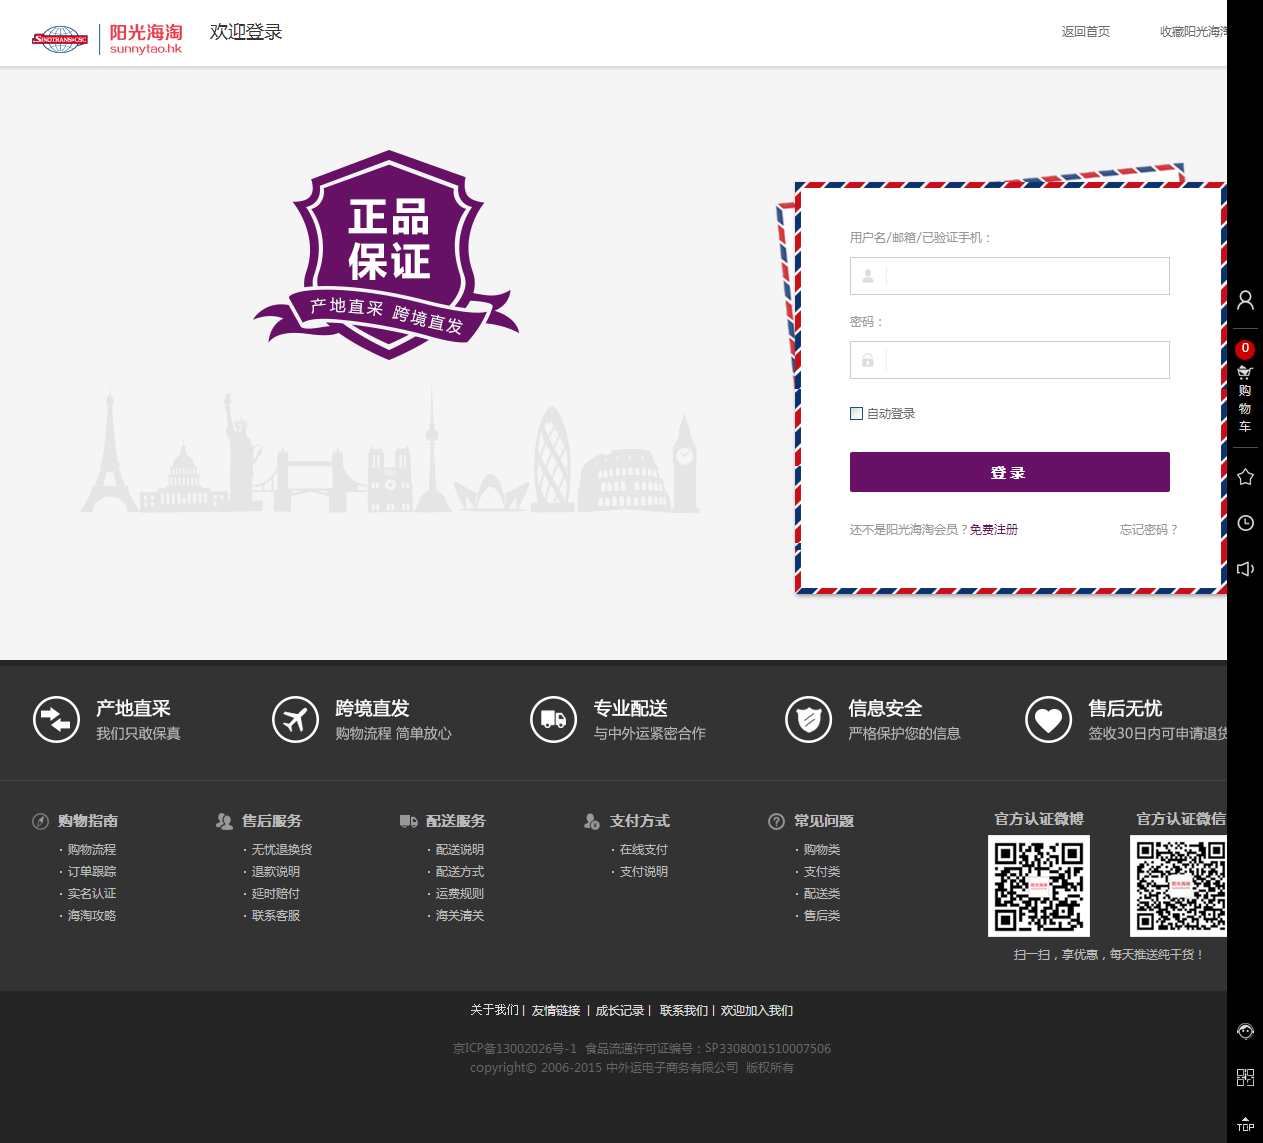 SINOTRANS&CSC
阳光海淘
sunnytao.hk
欢迎登录
返回首页
收藏阳光海淘
正品
保证
产地直采 跨境直发
用户名/邮箱/已验证手机：
密码：
自动登录
登 录
还不是阳光海淘会员？免费注册
忘记密码？
0
购
物
车
产地直采
我们只敢保真
跨境直发
购物流程 简单放心
专业配送
与中外运紧密合作
信息安全
严格保护您的信息
售后无忧
签收30日内可申请退货
购物指南
· 购物流程
· 订单跟踪
· 实名认证
· 海淘攻略
售后服务
· 无忧退换货
· 退款说明
· 延时赔付
· 联系客服
配送服务
· 配送说明
· 配送方式
· 运费规则
· 海关清关
支付方式
· 在线支付
· 支付说明
常见问题
· 购物类
· 支付类
· 配送类
· 售后类
官方认证微博
官方认证微信
阳光海淘
阳光海淘
扫一扫，享优惠，每天推送纯干货！
关于我们 | 友情链接 | 成长记录 | 联系我们 | 欢迎加入我们
京ICP备13002026号-1 食品流通许可证编号：SP3308001510007506
copyright© 2006-2015 中外运电子商务有限公司 版权所有
TOP